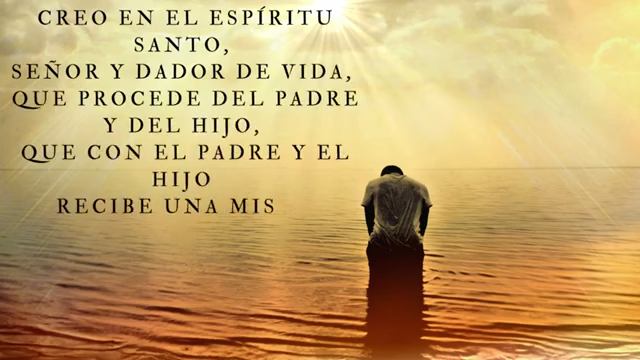 CREO EN EL ESPÍRITU
SANTO,
SEÑOR Y DADOR DE VIDA,
QUE PROCEDE DEL PADRE
Y DEL HIJO,
QUE CON EL PADRE Y EL
HIJO
RECIBE UNA MIS